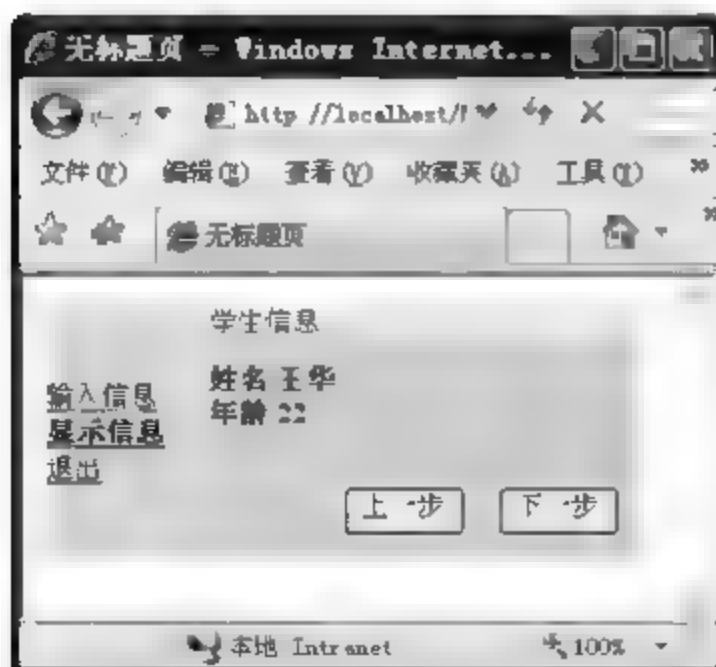 无标题页 - Windows Internet...
http://localhost/
文件(F) 编辑(E) 查看(V) 收藏夹(A) 工具(T) »
无标题页
学生信息
姓名 王华
年龄 22
输入信息
显示信息
退出
上一步 下一步
本地 Intranet 100%